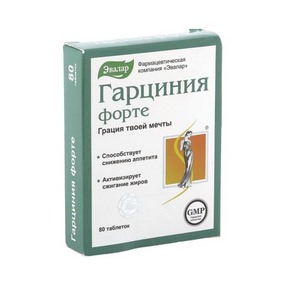 Эвалар
Фармацевтическая
компания «Эвалар»
Гарциния
форте
Грация твоей мечты
• Способствует
снижению аппетита
• Активизирует
сжигание жиров
GMP
80 таблеток
Гарциния форте
80